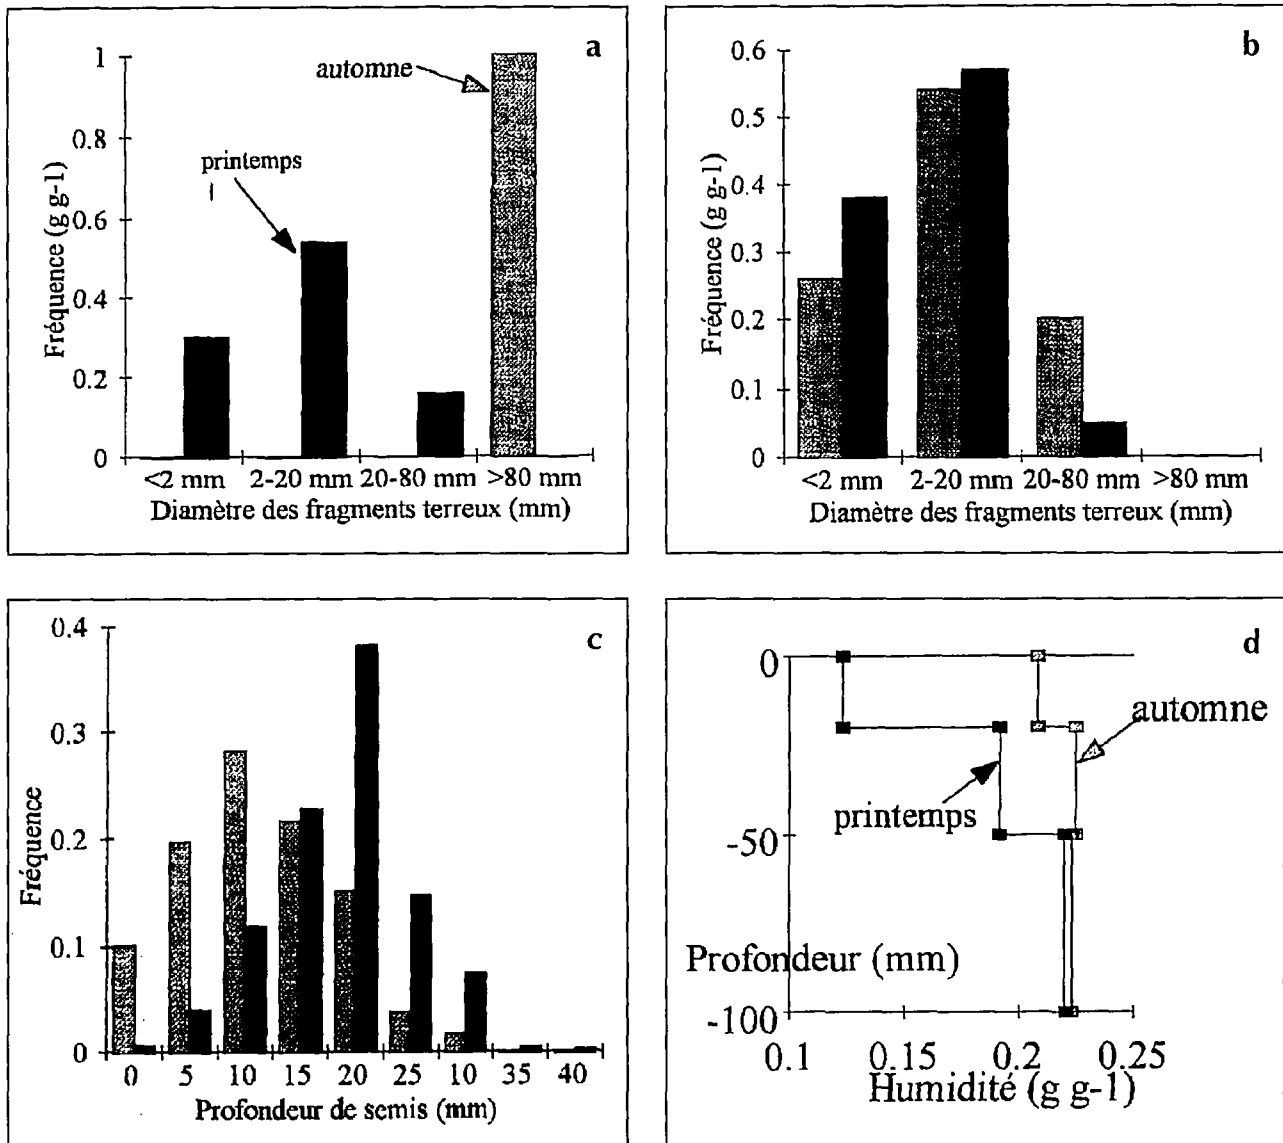 a
1
0.8
0.6
0.4
0.2
0
Fréquence (g g-1)
automne
printemps
<2 mm 2-20 mm 20-80 mm >80 mm
Diamètre des fragments terreux (mm)
b
0.6
0.5
0.4
0.3
0.2
0.1
0
Fréquence (g g-1)
<2 mm 2-20 mm 20-80 mm >80 mm
Diamètre des fragments terreux (mm)
c
0.4
0.3
0.2
0.1
0
Fréquence
0 5 10 15 20 25 10 35 40
Profondeur de semis (mm)
d
0
-50
-100
automne
printemps
Profondeur (mm)
0.1 0.15 0.2 0.25
Humidité (g g-1)